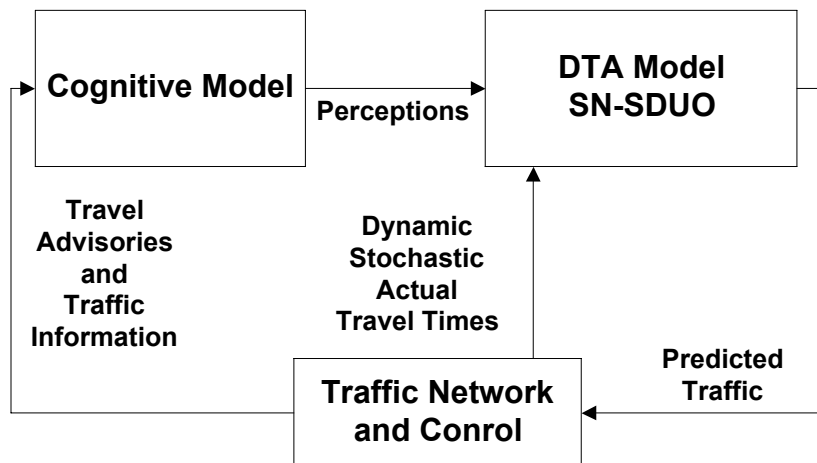 Cognitive Model
Perceptions
DTA Model
SN-SDUO
Travel
Advisories
and
Traffic
Information
Dynamic
Stochastic
Actual
Travel Times
Traffic Network
and Conrol
Predicted
Traffic